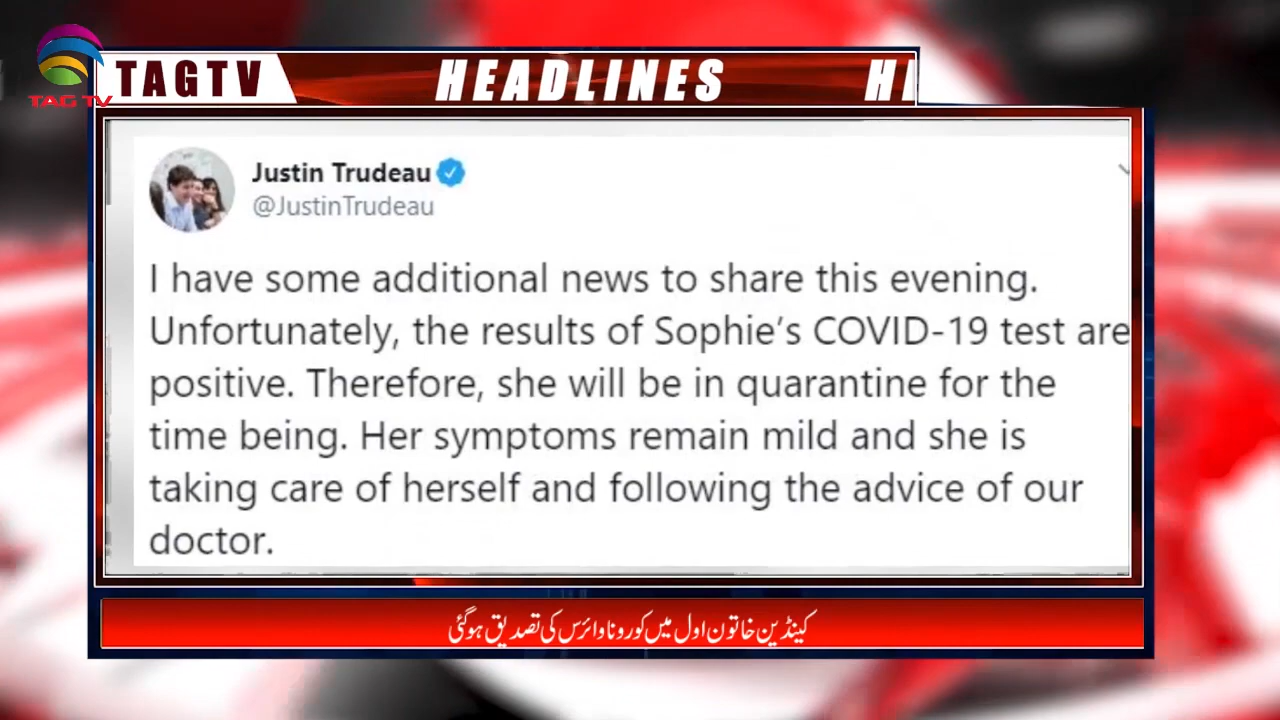 TAG TV
TAGTV HEADLINES
Justin Trudeau
@JustinTrudeau
I have some additional news to share this evening.
Unfortunately, the results of Sophie's COVID-19 test are
positive. Therefore, she will be in quarantine for the
time being. Her symptoms remain mild and she is
taking care of herself and following the advice of our
doctor.
کینڈین خاتون اول میں کورونا وائرس کی تصدیق ہوگئی